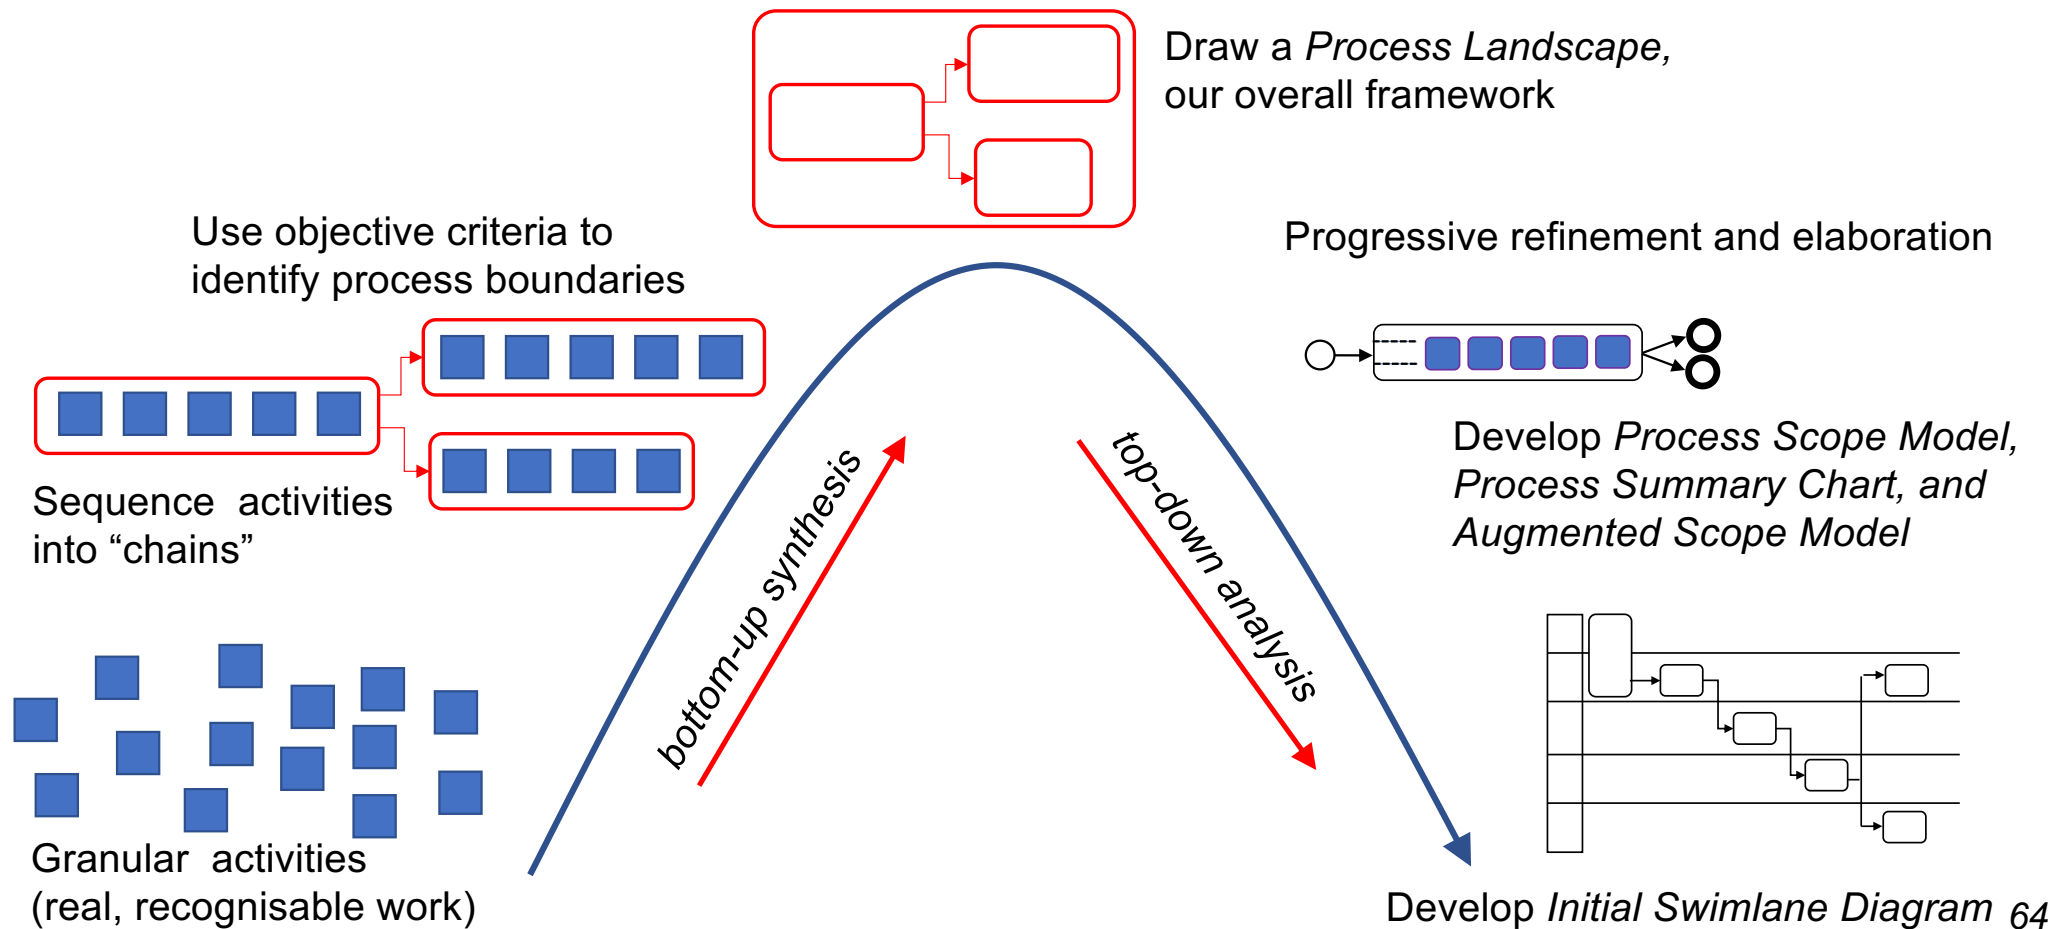 Draw a Process Landscape,
our overall framework
Use objective criteria to
identify process boundaries
Progressive refinement and elaboration
Sequence activities
into “chains”
bottom-up synthesis
top-down analysis
Develop Process Scope Model,
Process Summary Chart, and
Augmented Scope Model
Granular activities
(real, recognisable work)
Develop Initial Swimlane Diagram
64